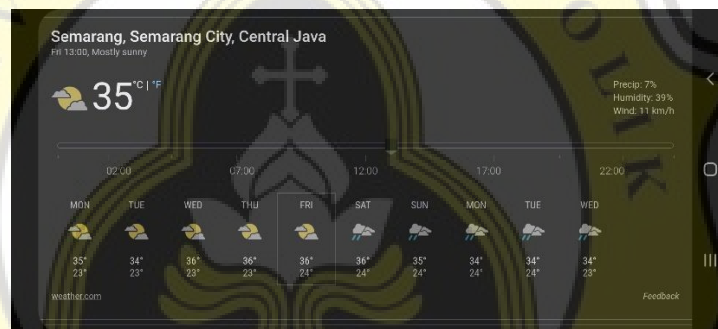 Semarang, Semarang City, Central Java
Fri 13:00, Mostly sunny
35 °C | °F
Precip: 7%
Humidity: 39%
Wind: 11 km/h
02:00 07:00 12:00 17:00 22:00
MON TUE WED THU FRI SAT SUN MON TUE WED
35° 34° 36° 36° 36° 36° 35° 34° 34° 34°
23° 23° 23° 23° 24° 24° 24° 24° 24° 23°
weather.com
Feedback
OLIK